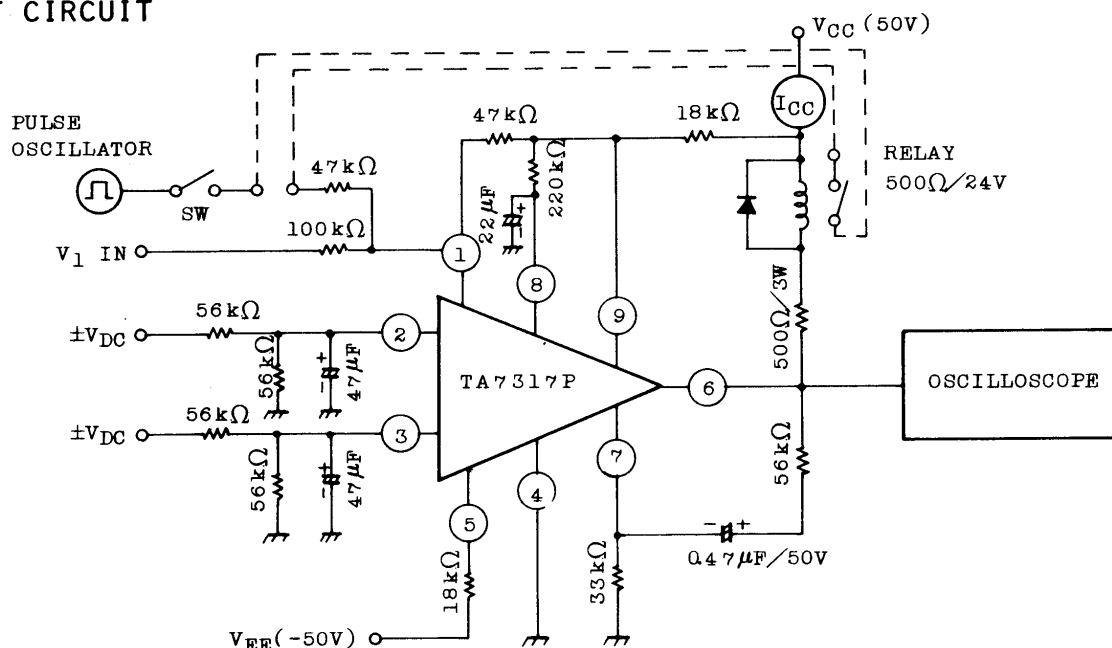 CIRCUIT
VCC (50V)
ICC
47kΩ
18kΩ
PULSE
OSCILLATOR
220kΩ
RELAY
500Ω/24V
47kΩ
SW
22μF
+
-
100kΩ
V1 IN
1
8
9
500Ω/3W
56kΩ
±VDC
2
56kΩ
- +
47μF
TA7317P
6
OSCILLOSCOPE
56kΩ
±VDC
3
56kΩ
- +
47μF
7
56kΩ
4
5
- +
0.47μF/50V
18kΩ
33kΩ
VEE(-50V)